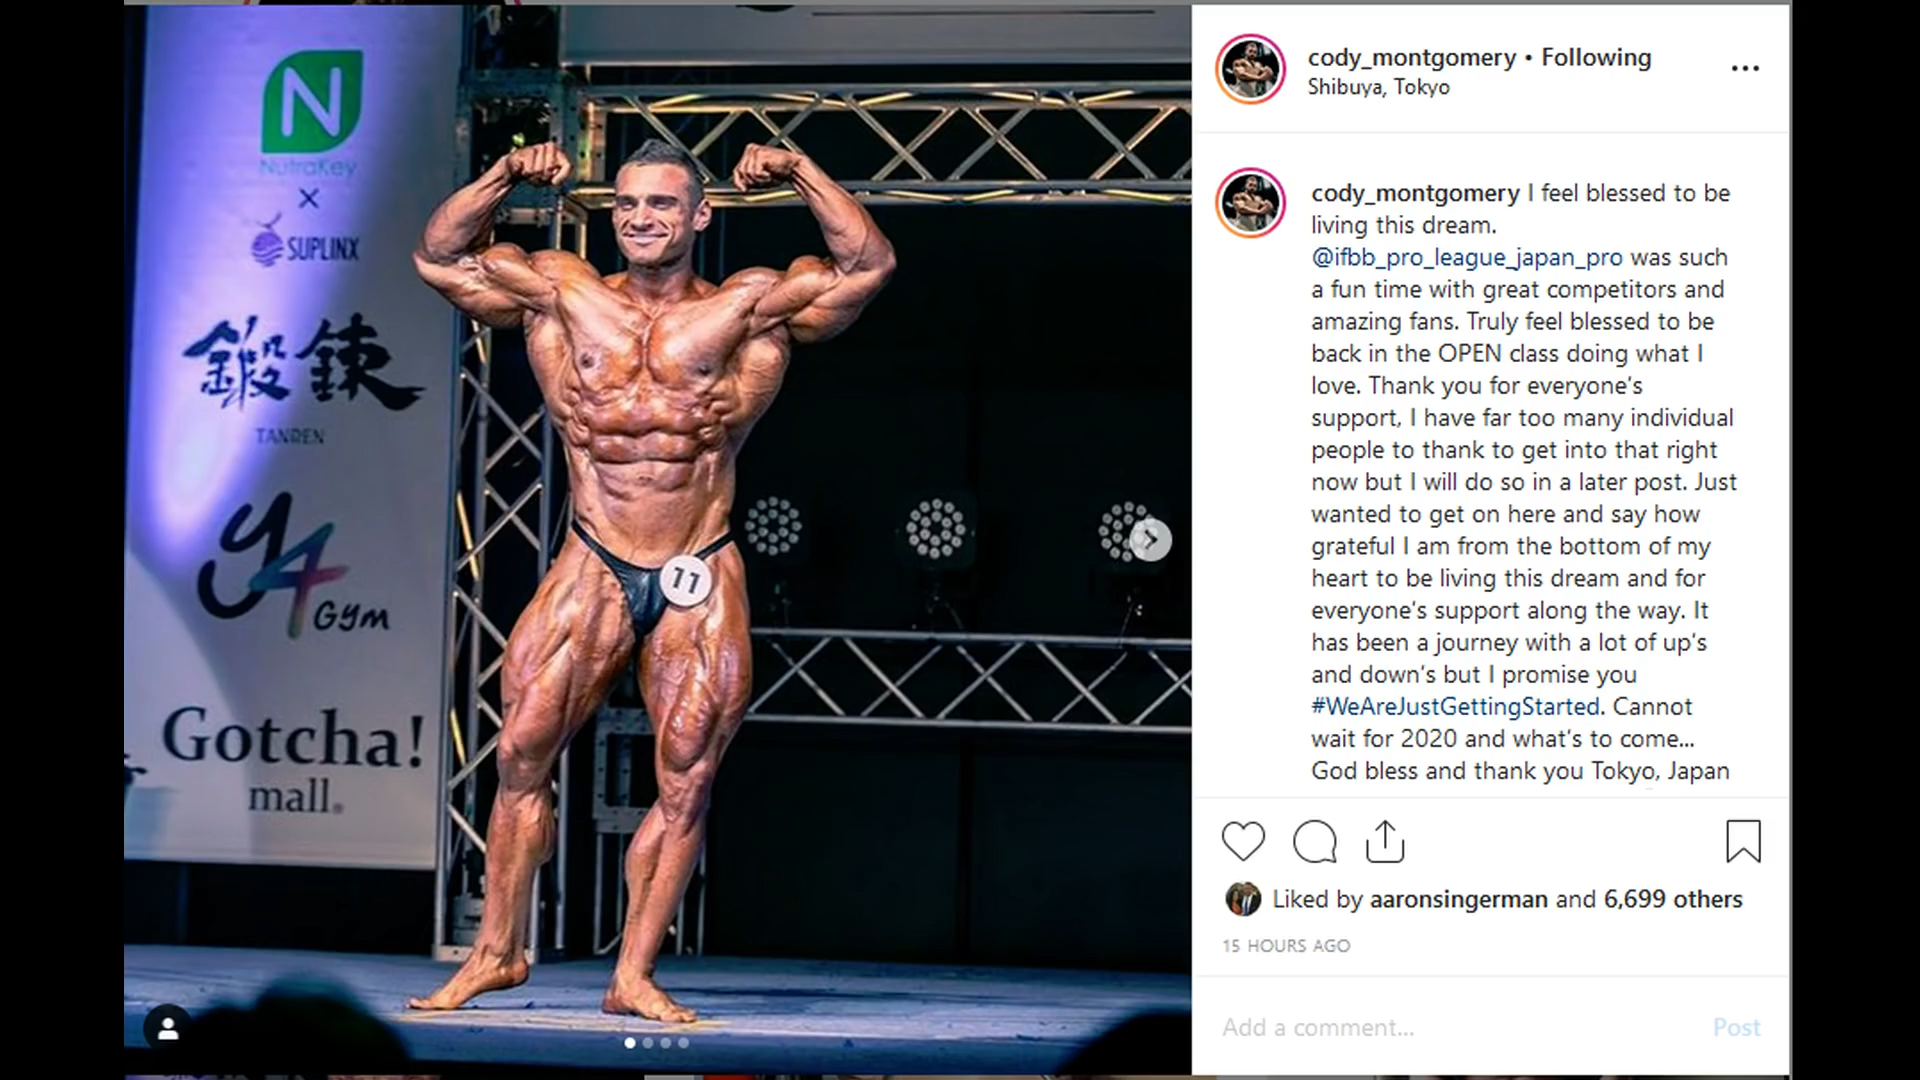 N
NutraKey
×
SUPLINX
鍛錬
TANREN
y4
Gym
Gotcha!
mall.
11
cody_montgomery • Following
Shibuya, Tokyo
cody_montgomery I feel blessed to be
living this dream.
@ifbb_pro_league_japan_pro was such
a fun time with great competitors and
amazing fans. Truly feel blessed to be
back in the OPEN class doing what I
love. Thank you for everyone's
support, I have far too many individual
people to thank to get into that right
now but I will do so in a later post. Just
wanted to get on here and say how
grateful I am from the bottom of my
heart to be living this dream and for
everyone's support along the way. It
has been a journey with a lot of up's
and down's but I promise you
#WeAreJustGettingStarted. Cannot
wait for 2020 and what's to come...
God bless and thank you Tokyo, Japan
Liked by aaronsingerman and 6,699 others
15 HOURS AGO
Add a comment...
Post